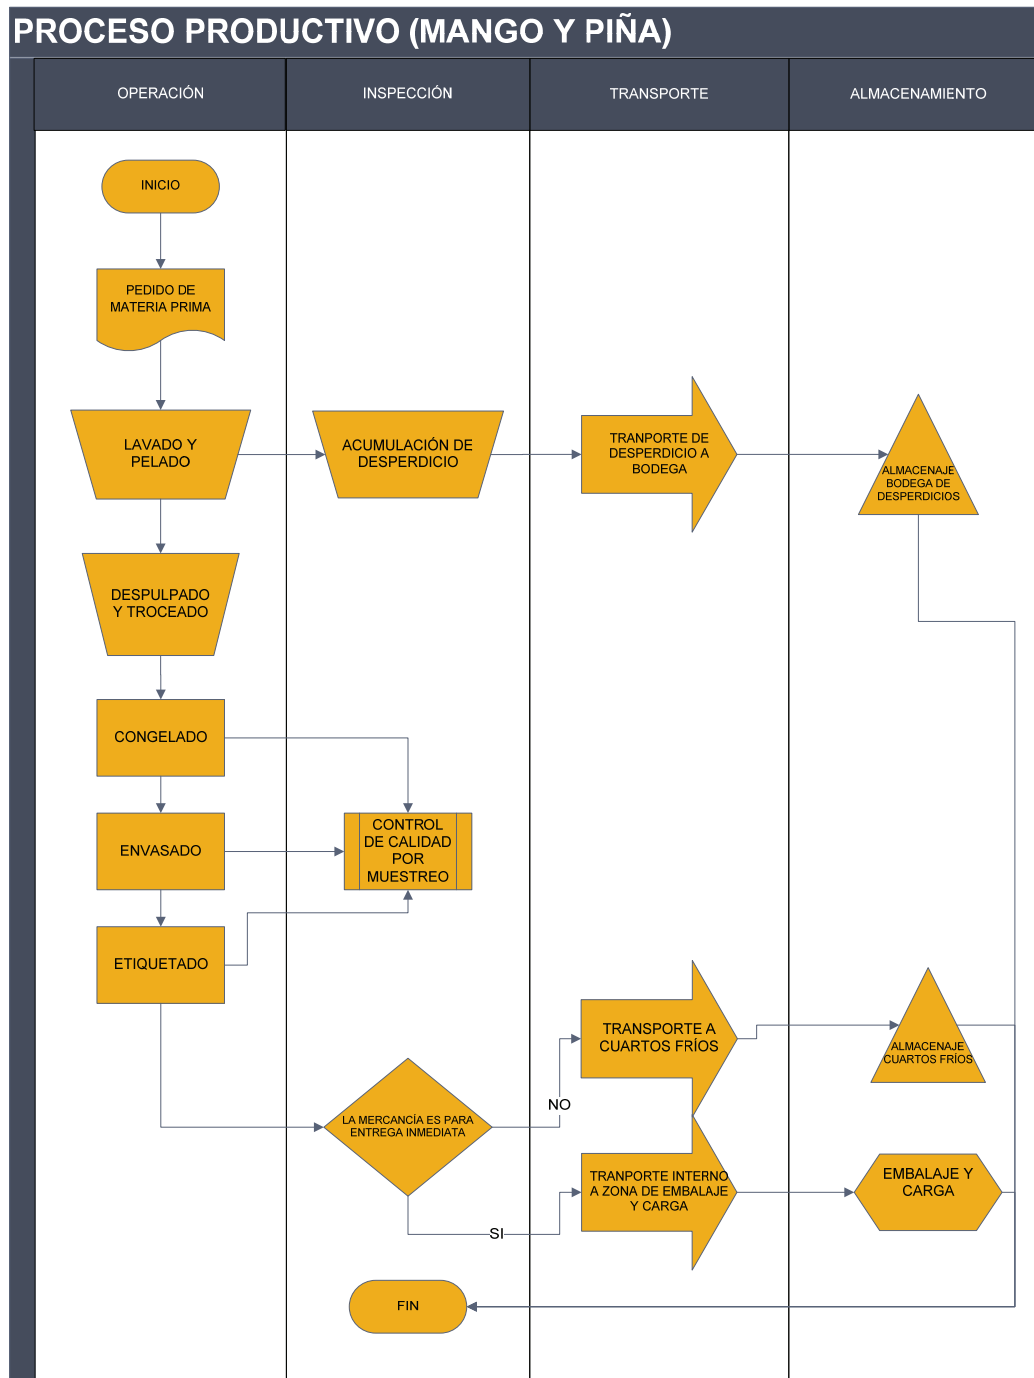 PROCESO PRODUCTIVO (MANGO Y PIÑA)
OPERACIÓN
INSPECCIÓN
TRANSPORTE
ALMACENAMIENTO
INICIO
PEDIDO DE
MATERIA PRIMA
LAVADO Y
PELADO
ACUMULACIÓN DE
DESPERDICIO
TRANPORTE DE
DESPERDICIO A
BODEGA
ALMACENAJE
BODEGA DE
DESPERDICIOS
DESPULPADO
Y TROCEADO
CONGELADO
ENVASADO
CONTROL
DE CALIDAD
POR
MUESTREO
ETIQUETADO
TRANSPORTE A
CUARTOS FRÍOS
ALMACENAJE
CUARTOS FRÍOS
NO
LA MERCANCÍA ES PARA
ENTREGA INMEDIATA
TRANPORTE INTERNO
A ZONA DE EMBALAJE
Y CARGA
EMBALAJE Y
CARGA
SI
FIN